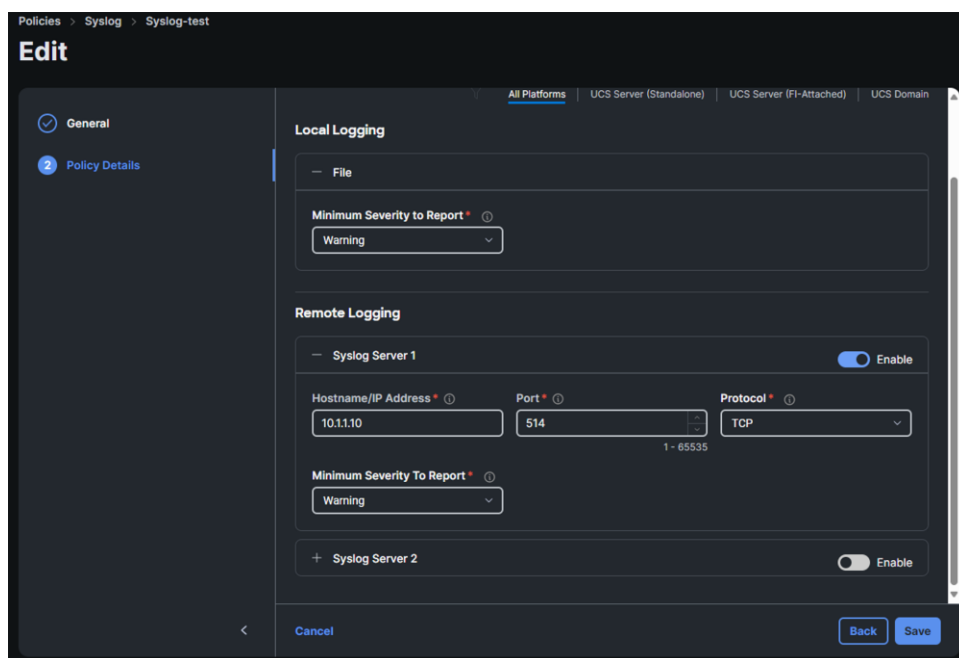 Policies > Syslog > Syslog-test
Edit
General
2 Policy Details
All Platforms | UCS Server (Standalone) | UCS Server (FI-Attached) | UCS Domain
Local Logging
File
Minimum Severity to Report *
Warning
Remote Logging
Syslog Server 1
Enable
Hostname/IP Address * Port * Protocol *
10.1.1.10 514 TCP
1 - 65535
Minimum Severity To Report *
Warning
Syslog Server 2
Enable
Cancel Back Save